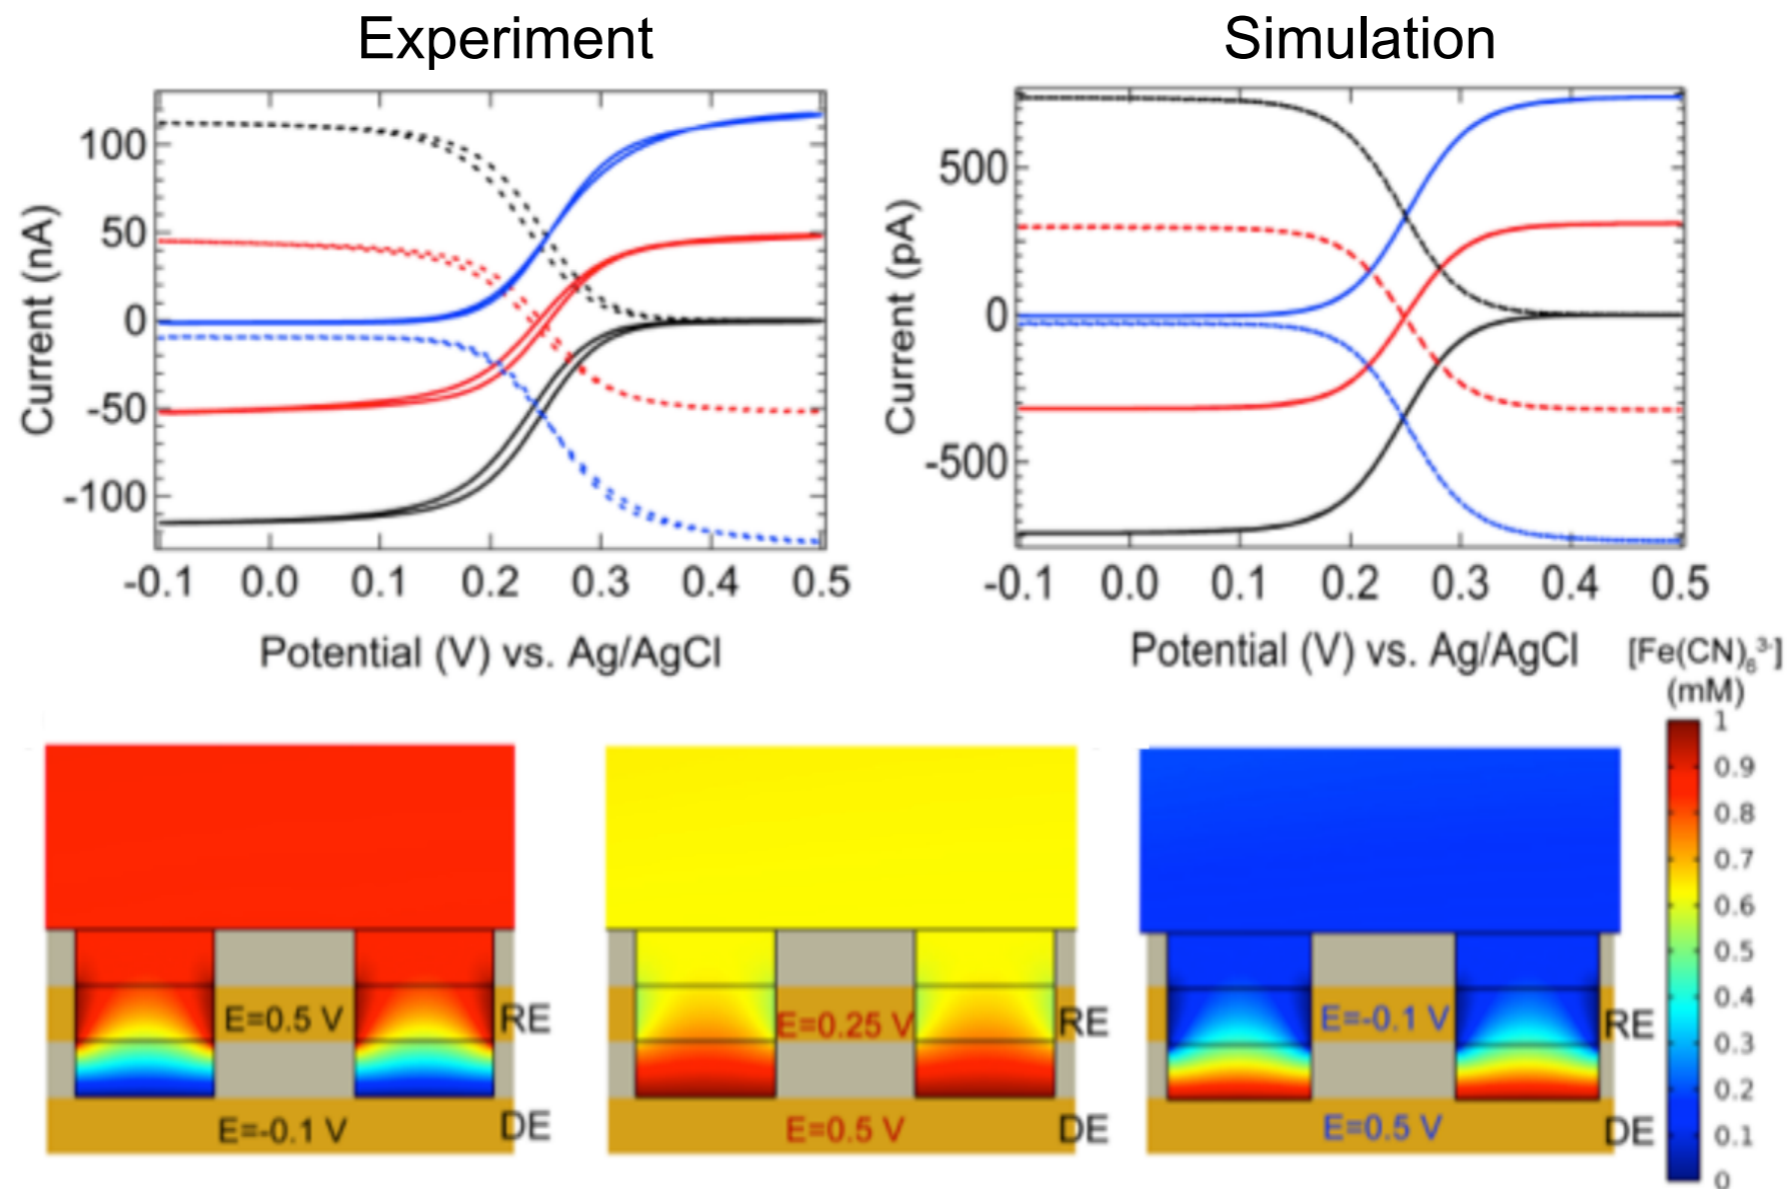 Experiment
Simulation
100
50
0
-50
-100
Current (nA)
-0.1 0.0 0.1 0.2 0.3 0.4 0.5
Potential (V) vs. Ag/AgCl
500
0
-500
Current (pA)
-0.1 0.0 0.1 0.2 0.3 0.4 0.5
Potential (V) vs. Ag/AgCl
[Fe(CN)₆³⁻]
(mM)
1
0.9
0.8
0.7
0.6
0.5
0.4
0.3
0.2
0.1
0
E=0.5 V RE
E=-0.1 V DE
E=0.25 V RE
E=0.5 V DE
E=-0.1 V RE
E=0.5 V DE